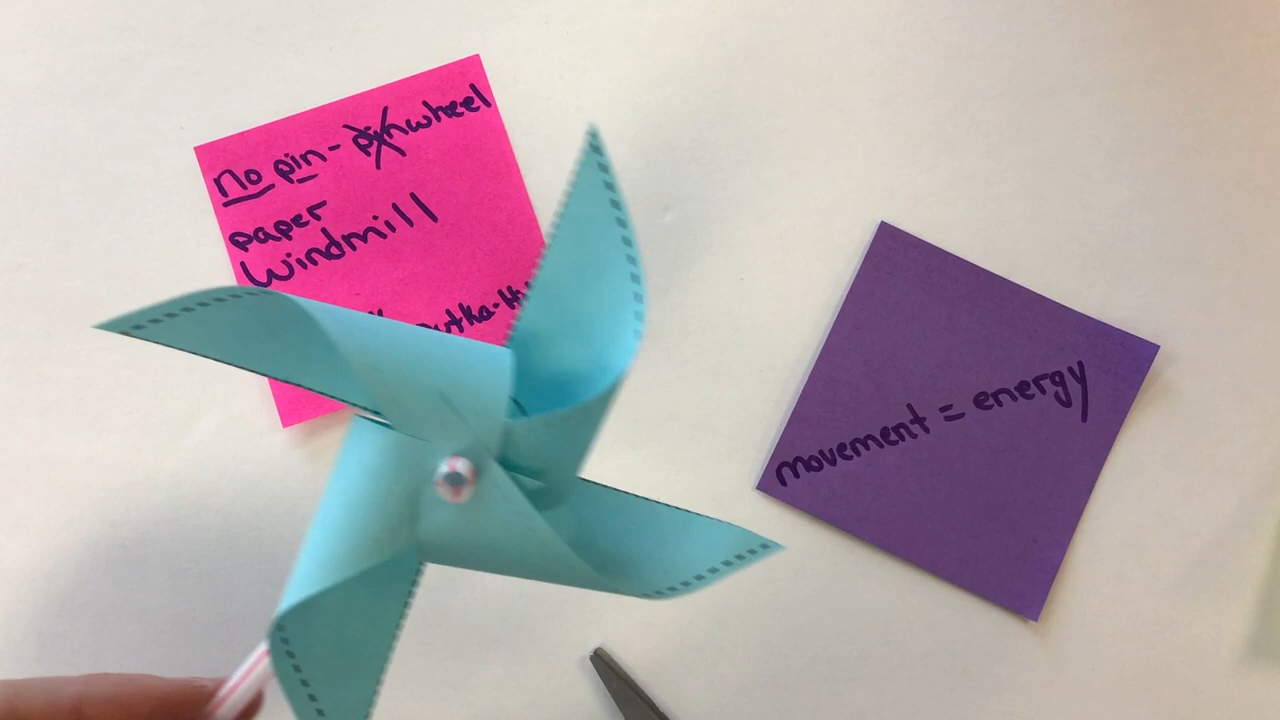 no pin - pinwheel
paper
windmill
movement = energy